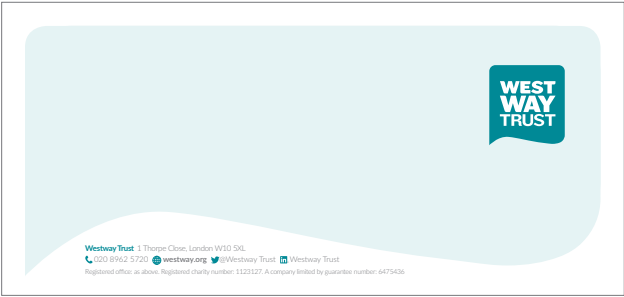 WEST
WAY
TRUST
Westway Trust 1 Thorpe Close, London W10 5XL
020 8962 5720 westway.org @Westway Trust Westway Trust
Registered office: as above. Registered charity number: 1123127. A company limited by guarantee number: 6475436